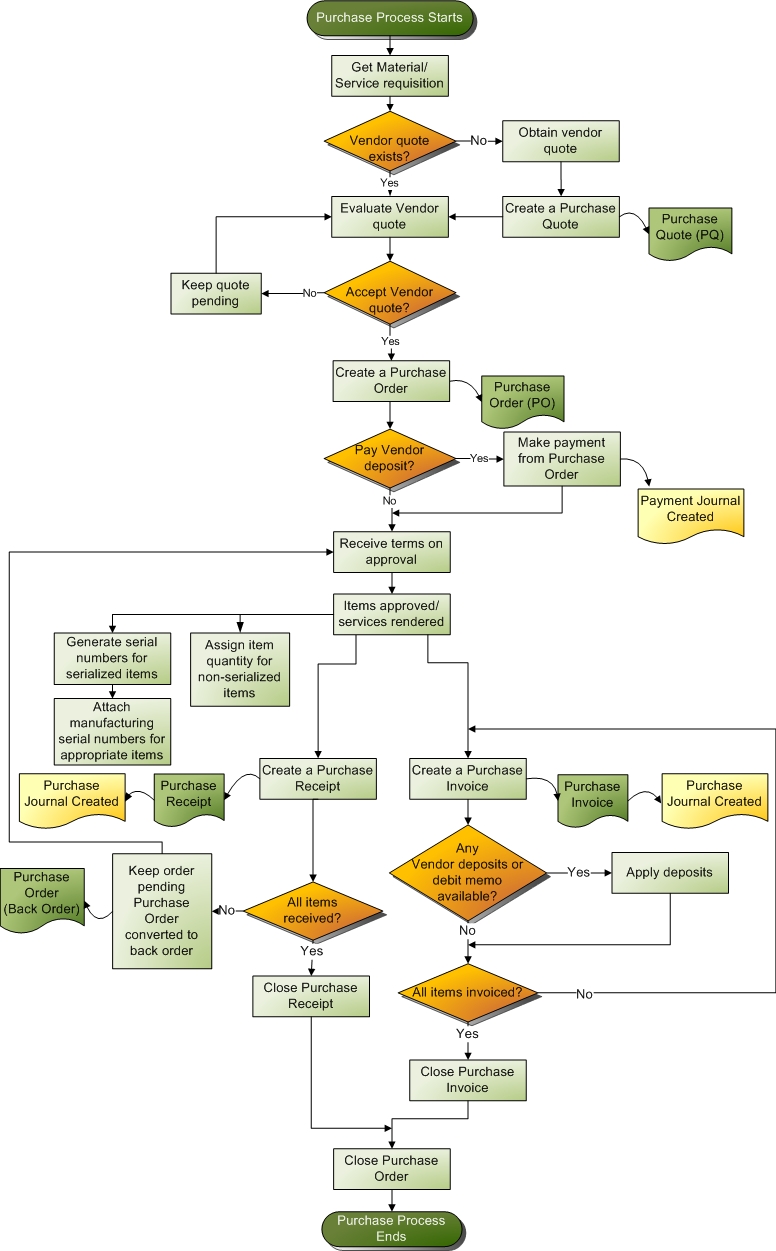 Purchase Process Starts
Get Material/
Service requisition
Vendor quote
exists?
No
Obtain vendor
quote
Yes
Evaluate Vendor
quote
Create a Purchase
Quote
Purchase
Quote (PQ)
Keep quote
pending
No
Accept Vendor
quote?
Yes
Create a Purchase
Order
Purchase
Order (PO)
Pay Vendor
deposit?
Yes
Make payment
from Purchase
Order
No
Payment Journal
Created
Receive terms on
approval
Items approved/
services rendered
Generate serial
numbers for
serialized items
Assign item
quantity for
non-serialized
items
Attach
manufacturing
serial numbers for
appropriate items
Purchase
Journal Created
Purchase
Receipt
Create a Purchase
Receipt
Create a Purchase
Invoice
Purchase
Invoice
Purchase
Journal Created
Any
Vendor deposits or
debit memo
available?
Yes
Apply deposits
Purchase
Order
(Back Order)
Keep order
pending
Purchase
Order
converted to
back order
No
All items
received?
No
Yes
Close Purchase
Receipt
All items invoiced?
No
Yes
Close Purchase
Invoice
Close Purchase
Order
Purchase Process
Ends